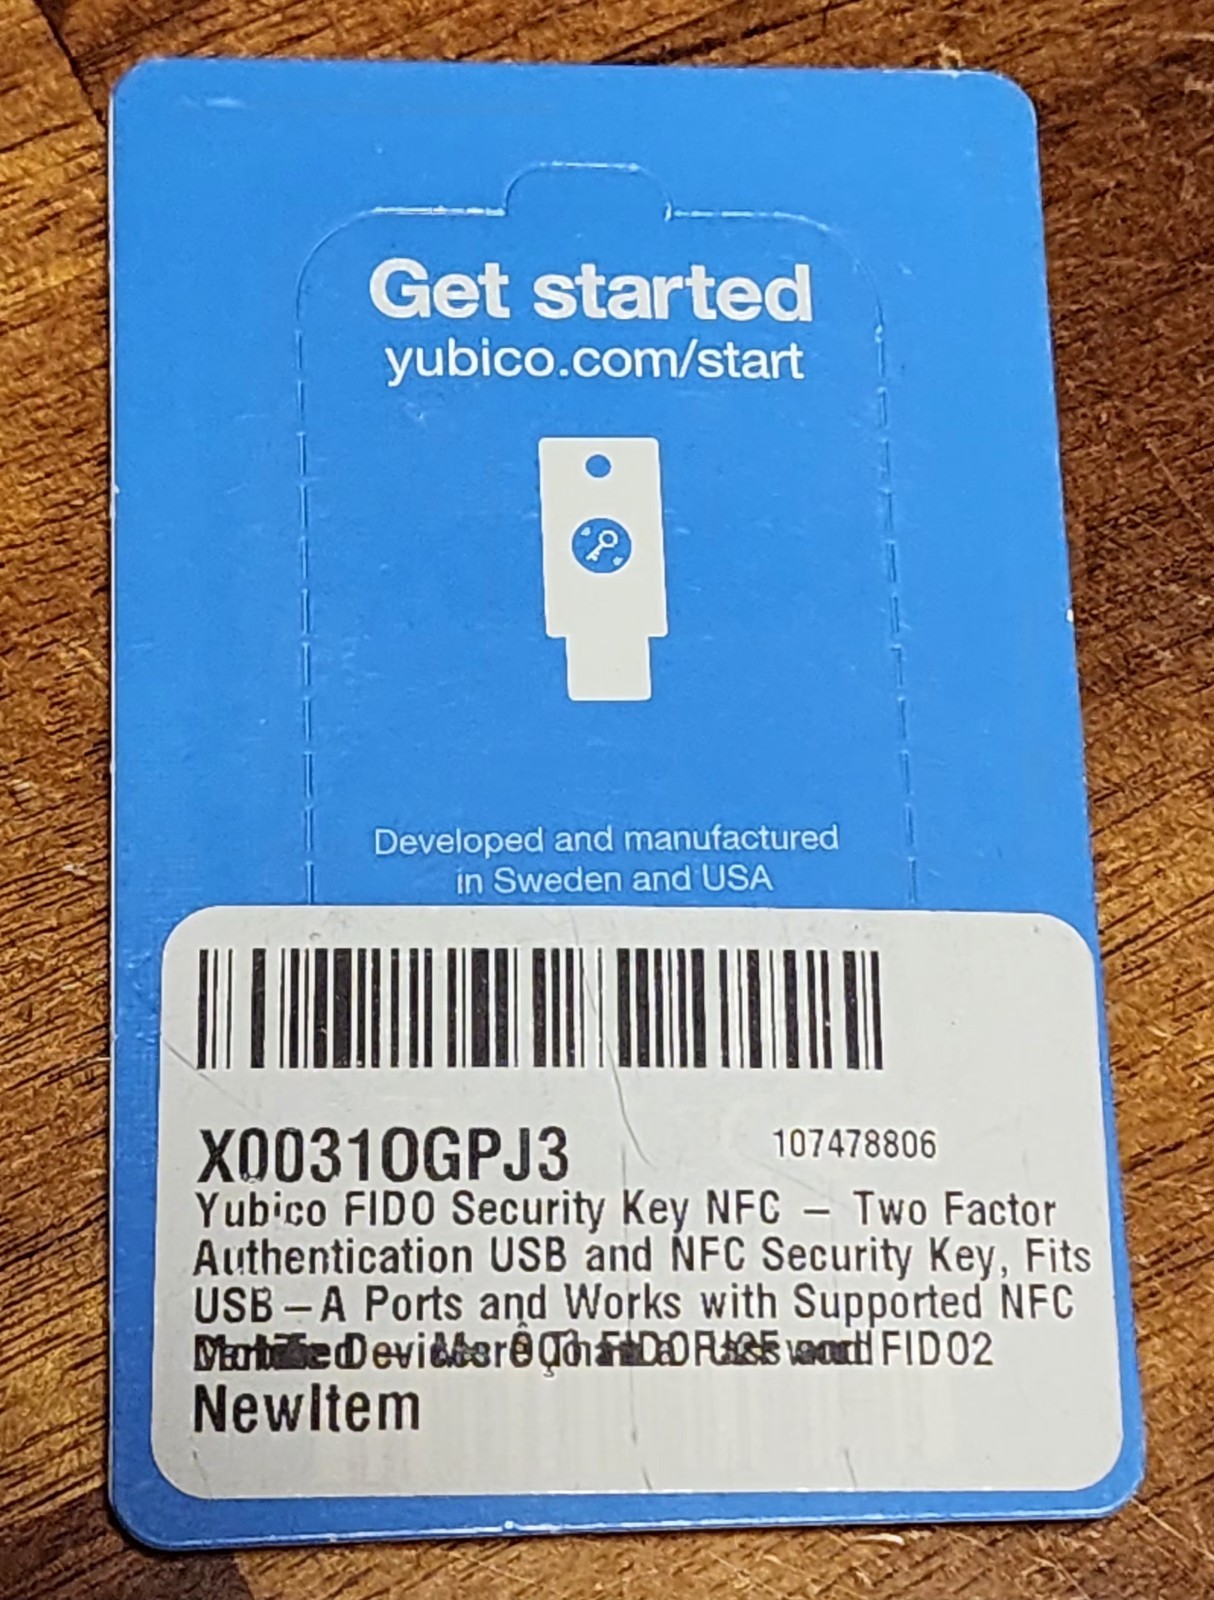 Get started
yubico.com/start
Developed and manufactured
in Sweden and USA
X00310GPJ3
107478806
Yubico FIDO Security Key NFC – Two Factor
Authentication USB and NFC Security Key, Fits
USB–A Ports and Works with Supported NFC
FIDO2
NewItem